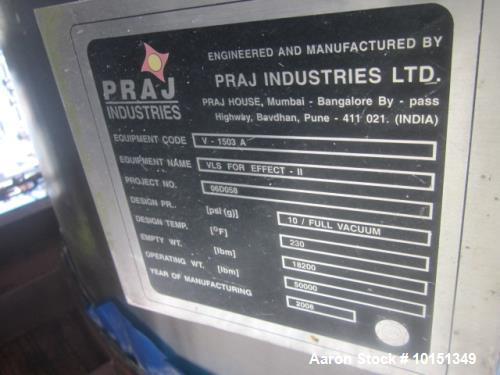 PRAJ
INDUSTRIES
ENGINEERED AND MANUFACTURED BY
PRAJ INDUSTRIES LTD.
PRAJ HOUSE, Mumbai - Bangalore By - pass
Highway, Bavdhan, Pune - 411 021. (INDIA)
EQUIPMENT CODE V - 1503 A
EQUIPMENT NAME VLS FOR EFFECT - II
PROJECT NO. 06D058
DESIGN PR.. [psi (g)] 10 / FULL VACUUM
DESIGN TEMP. [°F] 230
EMPTY WT. [lbm] 18200
OPERATING WT. [lbm] 50000
YEAR OF MANUFACTURING 2006
Aaron Stock # 10151349